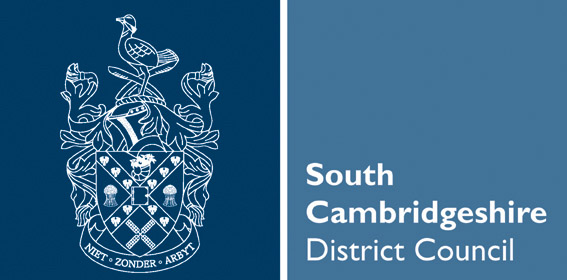 NIET ∘ ZONDER ∘ ARBYT
South
Cambridgeshire
District Council